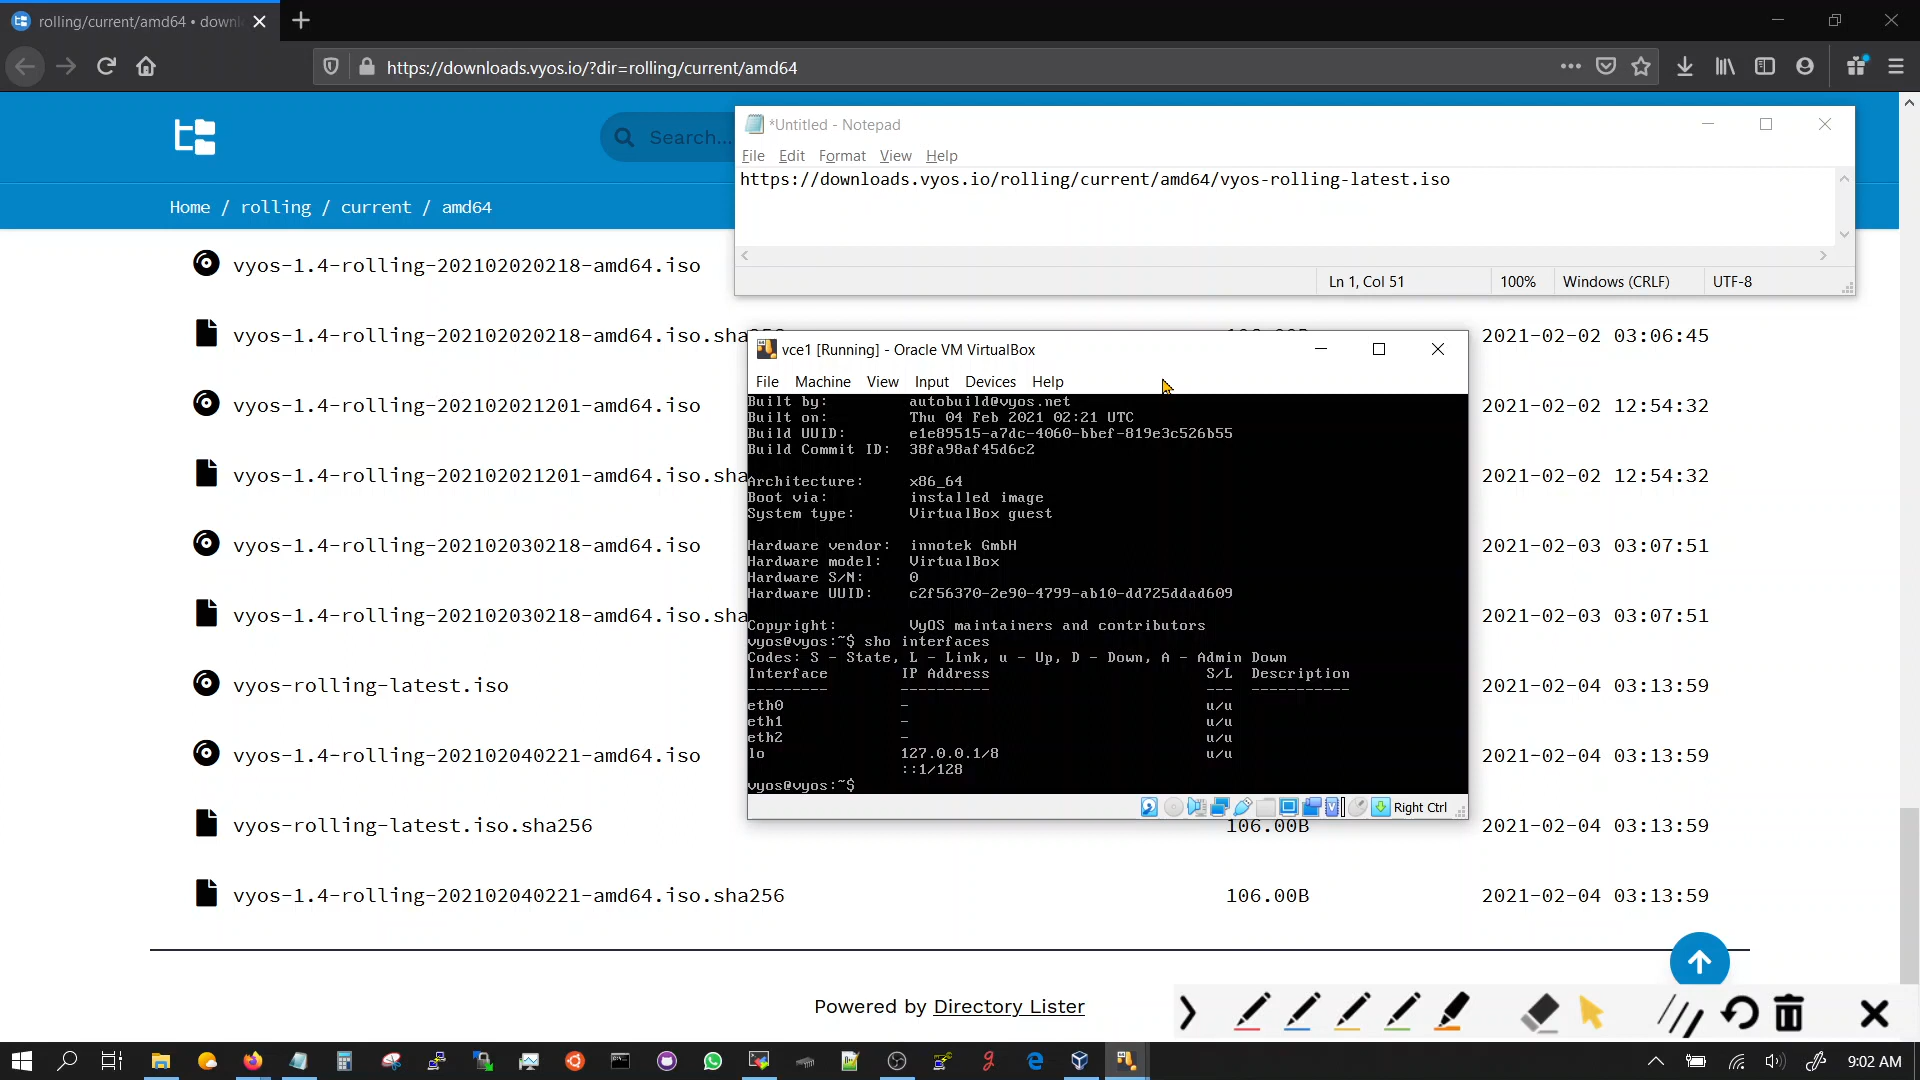 rolling/current/amd64 • downl
https://downloads.vyos.io/?dir=rolling/current/amd64
Search...
Home / rolling / current / amd64
*Untitled - Notepad
File Edit Format View Help
https://downloads.vyos.io/rolling/current/amd64/vyos-rolling-latest.iso
Ln 1, Col 51 100% Windows (CRLF) UTF-8
vyos-1.4-rolling-202102020218-amd64.iso
vyos-1.4-rolling-202102020218-amd64.iso.sha 2021-02-02 03:06:45
vyos-1.4-rolling-202102021201-amd64.iso 2021-02-02 12:54:32
vyos-1.4-rolling-202102021201-amd64.iso.sha 2021-02-02 12:54:32
vyos-1.4-rolling-202102030218-amd64.iso 2021-02-03 03:07:51
vyos-1.4-rolling-202102030218-amd64.iso.sha 2021-02-03 03:07:51
vyos-rolling-latest.iso 2021-02-04 03:13:59
vyos-1.4-rolling-202102040221-amd64.iso 2021-02-04 03:13:59
vyos-rolling-latest.iso.sha256 106.00B 2021-02-04 03:13:59
vyos-1.4-rolling-202102040221-amd64.iso.sha256 106.00B 2021-02-04 03:13:59
vce1 [Running] - Oracle VM VirtualBox
File Machine View Input Devices Help
Built by: autobuild@vyos.net
Built on: Thu 04 Feb 2021 02:21 UTC
Build UUID: e1e89515-a7dc-4060-bbef-819e3c526b55
Build Commit ID: 38fa98af45d6c2
Architecture: x86_64
Boot via: installed image
System type: VirtualBox guest
Hardware vendor: innotek GmbH
Hardware model: VirtualBox
Hardware S/N: 0
Hardware UUID: c2f56370-2e90-4799-ab10-dd725ddad609
Copyright: VyOS maintainers and contributors
vyos@vyos:~$ sho interfaces
Codes: S - State, L - Link, u - Up, D - Down, A - Admin Down
Interface IP Address S/L Description
--------- ---------- --- -----------
eth0 - u/u
eth1 - u/u
eth2 - u/u
lo 127.0.0.1/8 u/u
::1/128
vyos@vyos:~$
Right Ctrl
Powered by Directory Lister
9:02 AM